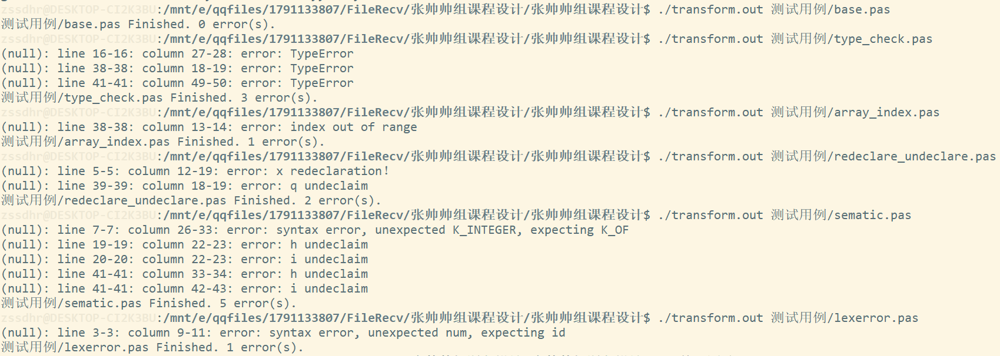 zssdhr@DESKTOP-CI2K3BU:/mnt/e/qqfiles/1791133807/FileRecv/张帅帅组课程设计/张帅帅组课程设计$ ./transform.out 测试用例/base.pas
测试用例/base.pas Finished. 0 error(s).
zssdhr@DESKTOP-CI2K3BU:/mnt/e/qqfiles/1791133807/FileRecv/张帅帅组课程设计/张帅帅组课程设计$ ./transform.out 测试用例/type_check.pas
(null): line 16-16: column 27-28: error: TypeError
(null): line 38-38: column 18-19: error: TypeError
(null): line 41-41: column 49-50: error: TypeError
测试用例/type_check.pas Finished. 3 error(s).
zssdhr@DESKTOP-CI2K3BU:/mnt/e/qqfiles/1791133807/FileRecv/张帅帅组课程设计/张帅帅组课程设计$ ./transform.out 测试用例/array_index.pas
(null): line 38-38: column 13-14: error: index out of range
测试用例/array_index.pas Finished. 1 error(s).
zssdhr@DESKTOP-CI2K3BU:/mnt/e/qqfiles/1791133807/FileRecv/张帅帅组课程设计/张帅帅组课程设计$ ./transform.out 测试用例/redeclare_undeclare.pas
(null): line 5-5: column 12-19: error: x redeclaration!
(null): line 39-39: column 18-19: error: q undeclaim
测试用例/redeclare_undeclare.pas Finished. 2 error(s).
zssdhr@DESKTOP-CI2K3BU:/mnt/e/qqfiles/1791133807/FileRecv/张帅帅组课程设计/张帅帅组课程设计$ ./transform.out 测试用例/sematic.pas
(null): line 7-7: column 26-33: error: syntax error, unexpected K_INTEGER, expecting K_OF
(null): line 19-19: column 22-23: error: h undeclaim
(null): line 20-20: column 22-23: error: i undeclaim
(null): line 41-41: column 33-34: error: h undeclaim
(null): line 41-41: column 42-43: error: i undeclaim
测试用例/sematic.pas Finished. 5 error(s).
zssdhr@DESKTOP-CI2K3BU:/mnt/e/qqfiles/1791133807/FileRecv/张帅帅组课程设计/张帅帅组课程设计$ ./transform.out 测试用例/lexerror.pas
(null): line 3-3: column 9-11: error: syntax error, unexpected num, expecting id
测试用例/lexerror.pas Finished. 1 error(s).